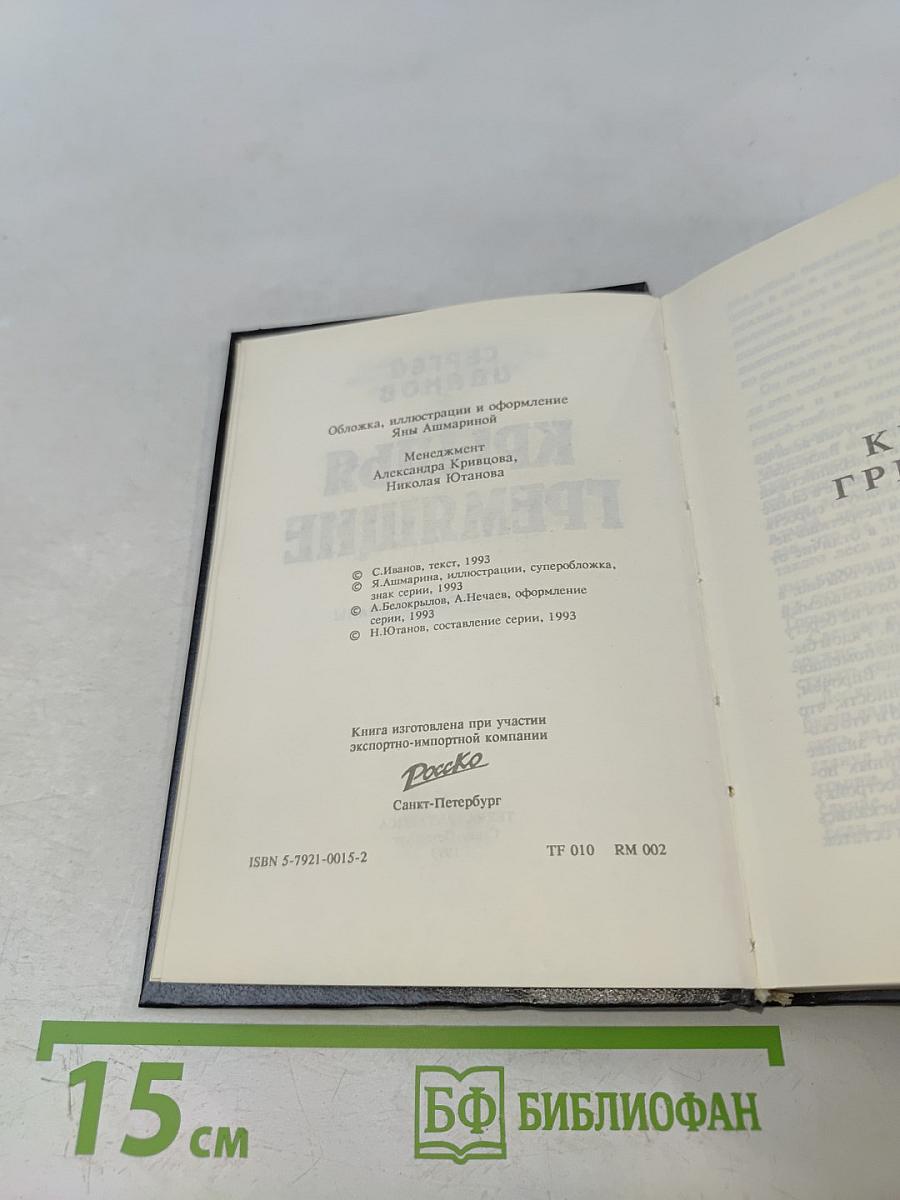 Обложка, иллюстрации и оформление
Яны Ашмариной
Менеджмент
Александра Кривцова,
Николая Ютанова
© С.Иванов, текст, 1993
© Я.Ашмарина, иллюстрации, суперобложка,
знак серии, 1993
© А.Белокрылов, А.Нечаев, оформление
серии, 1993
© Н.Ютанов, составление серии, 1993
Книга изготовлена при участии
экспортно-импортной компании
РоссКо
Санкт-Петербург
ISBN 5-7921-0015-2 TF 010 RM 002
К
ГРЕ
15 см
БФ БИБЛИОФАН